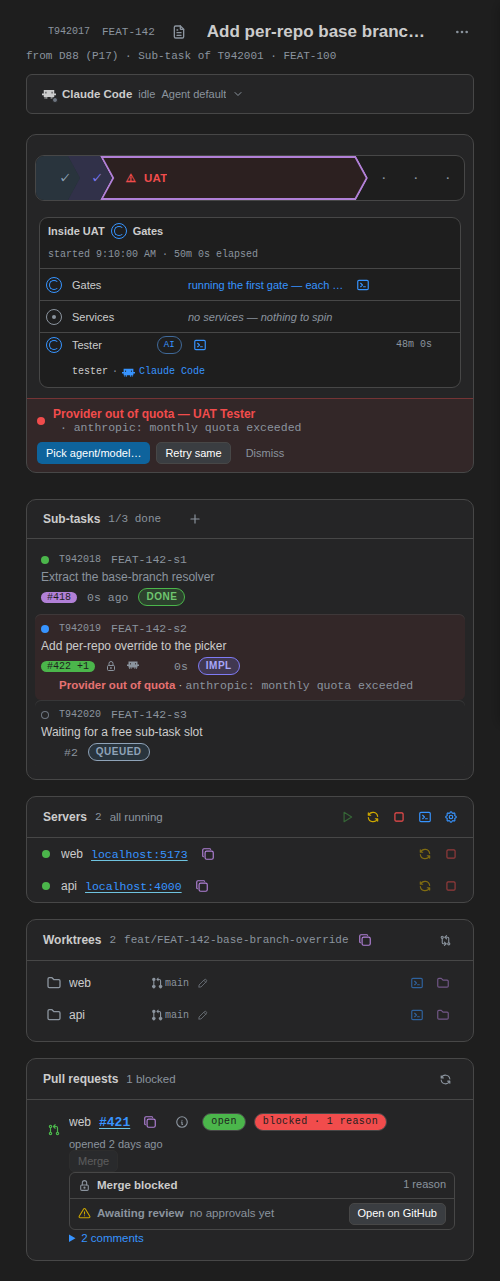 T942017 FEAT-142 Add per-repo base branc…
from D88 (P17) · Sub-task of T942001 · FEAT-100
Claude Code idle Agent default
UAT
Inside UAT Gates
started 9:10:00 AM · 50m 0s elapsed
Gates running the first gate — each …
Services no services — nothing to spin
Tester AI 48m 0s
tester · Claude Code
Provider out of quota — UAT Tester
· anthropic: monthly quota exceeded
Pick agent/model… Retry same Dismiss
Sub-tasks 1/3 done
T942018 FEAT-142-s1
Extract the base-branch resolver
#418 0s ago DONE
T942019 FEAT-142-s2
Add per-repo override to the picker
#422 +1 0s IMPL
Provider out of quota · anthropic: monthly quota exceeded
T942020 FEAT-142-s3
Waiting for a free sub-task slot
#2 QUEUED
Servers 2 all running
web localhost:5173
api localhost:4000
Worktrees 2 feat/FEAT-142-base-branch-override
web main
api main
Pull requests 1 blocked
web #421 open blocked · 1 reason
opened 2 days ago
Merge
Merge blocked 1 reason
Awaiting review no approvals yet Open on GitHub
2 comments